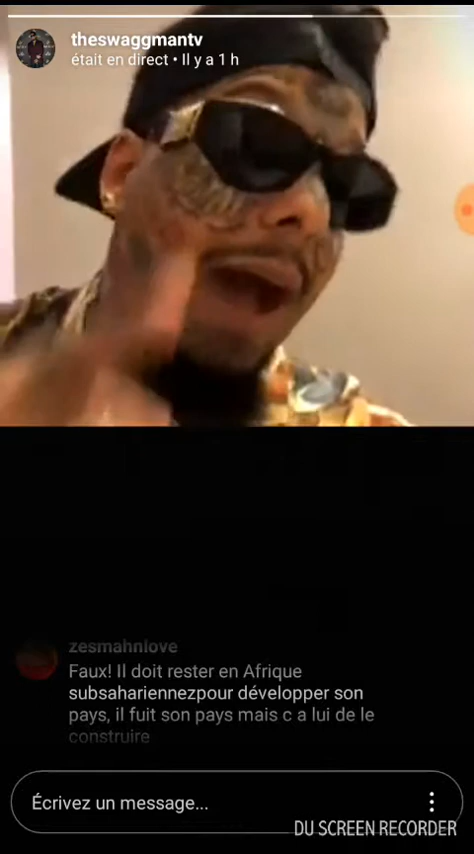 theswaggmantv
était en direct • Il y a 1 h
zesmahnlove
Faux! Il doit rester en Afrique
subsahariennezpour développer son
pays, il fuit son pays mais c a lui de le
construire
Écrivez un message...
DU SCREEN RECORDER